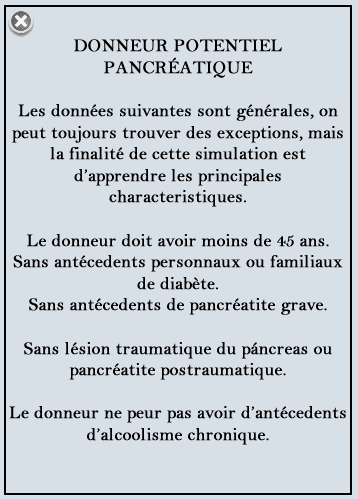 DONNEUR POTENTIEL
PANCRÉATIQUE
Les données suivantes sont générales, on
peut toujours trouver des exceptions, mais
la finalité de cette simulation est
d'apprendre les principales
characteristiques.
Le donneur doit avoir moins de 45 ans.
Sans antécedents personnaux ou familiaux
de diabète.
Sans antécedents de pancréatite grave.
Sans lésion traumatique du páncreas ou
pancréatite postraumatique.
Le donneur ne peur pas avoir d'antécedents
d'alcoolisme chronique.